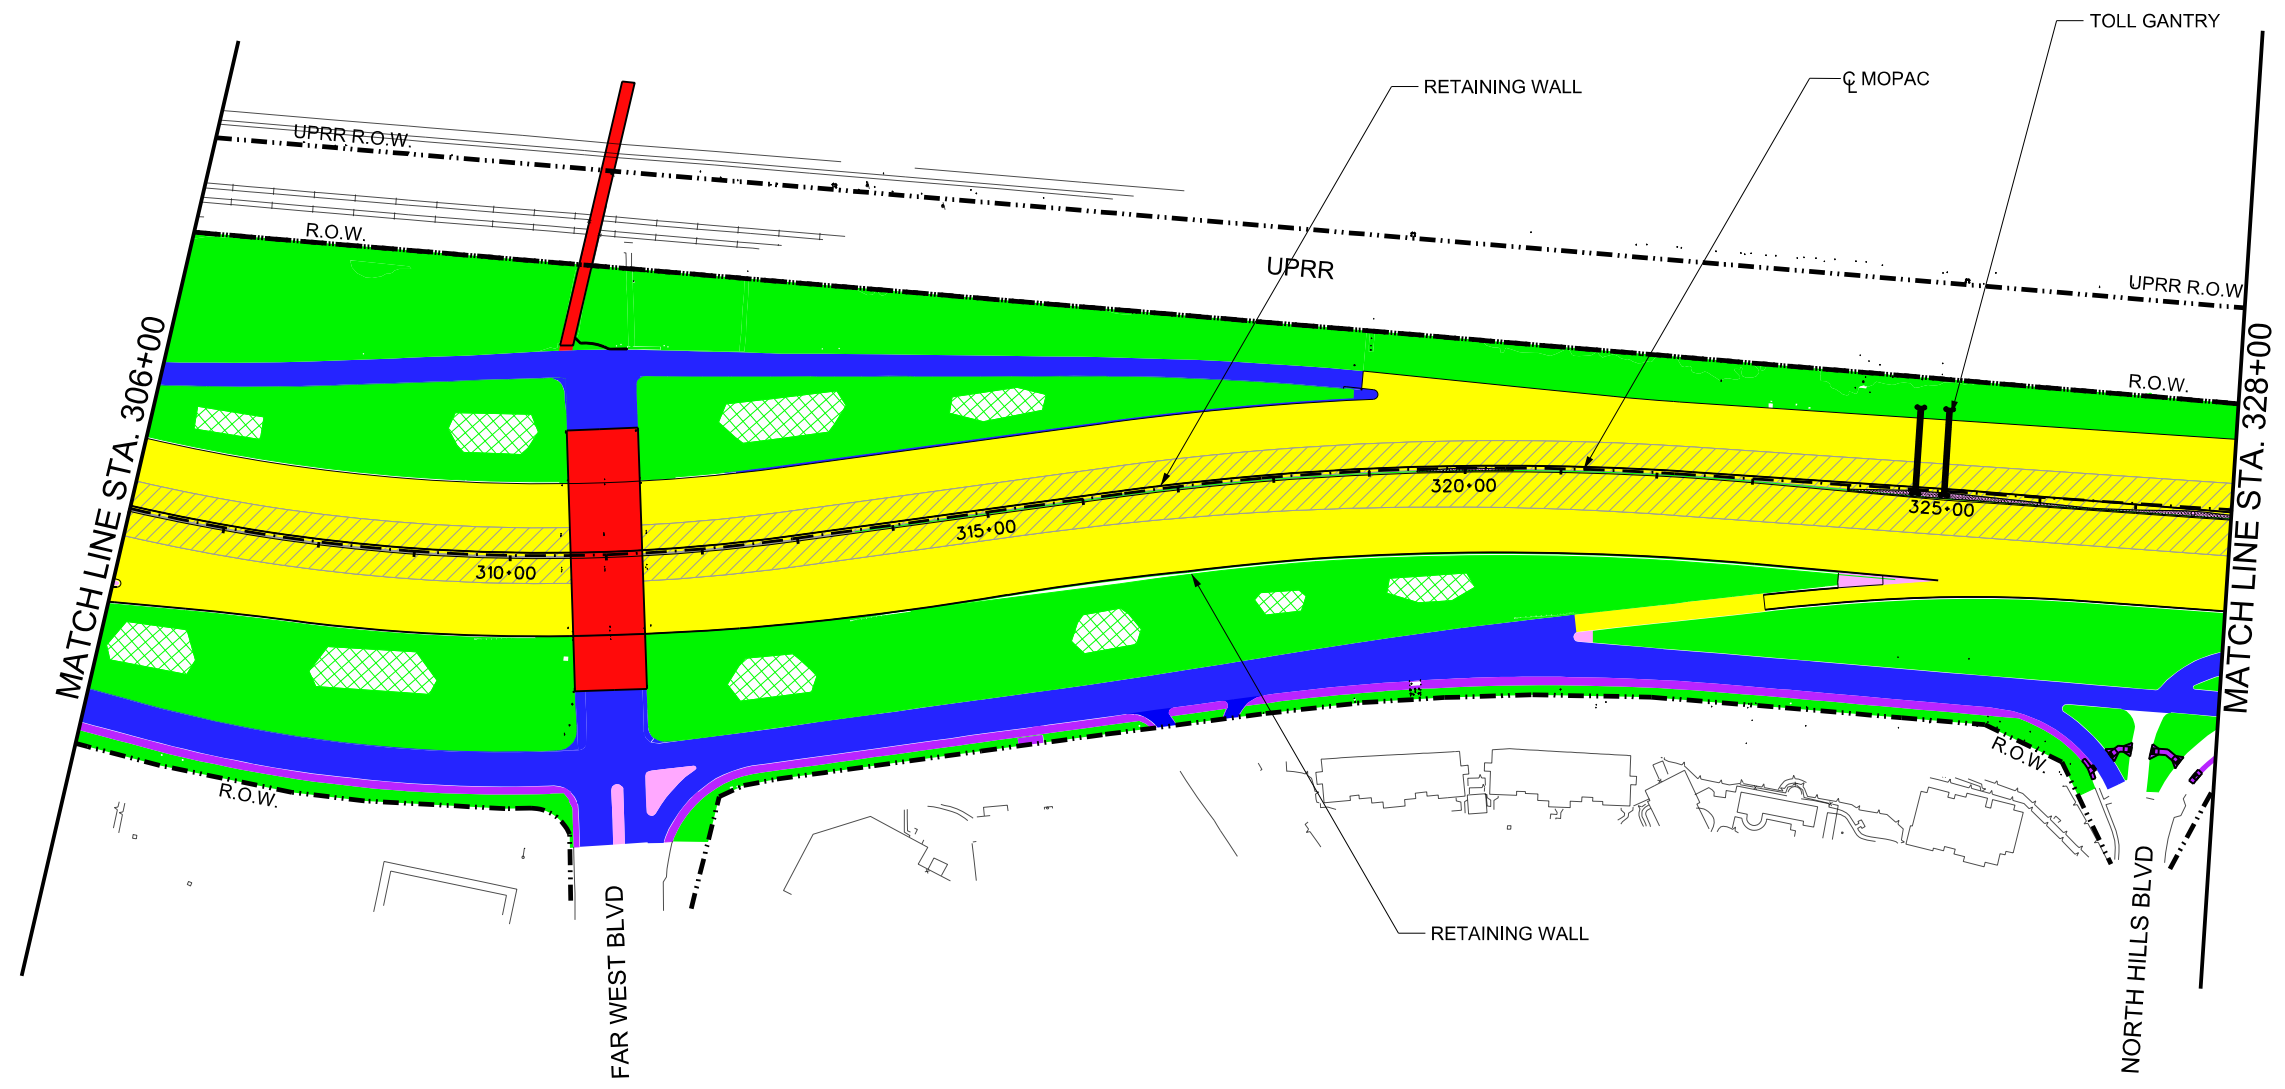 TOLL GANTRY
RETAINING WALL
℄ MOPAC
UPRR R.O.W.
R.O.W.
UPRR
UPRR R.O.W
R.O.W.
MATCH LINE STA. 306+00
MATCH LINE STA. 328+00
310+00
315+00
320+00
325+00
R.O.W.
R.O.W.
RETAINING WALL
FAR WEST BLVD
NORTH HILLS BLVD